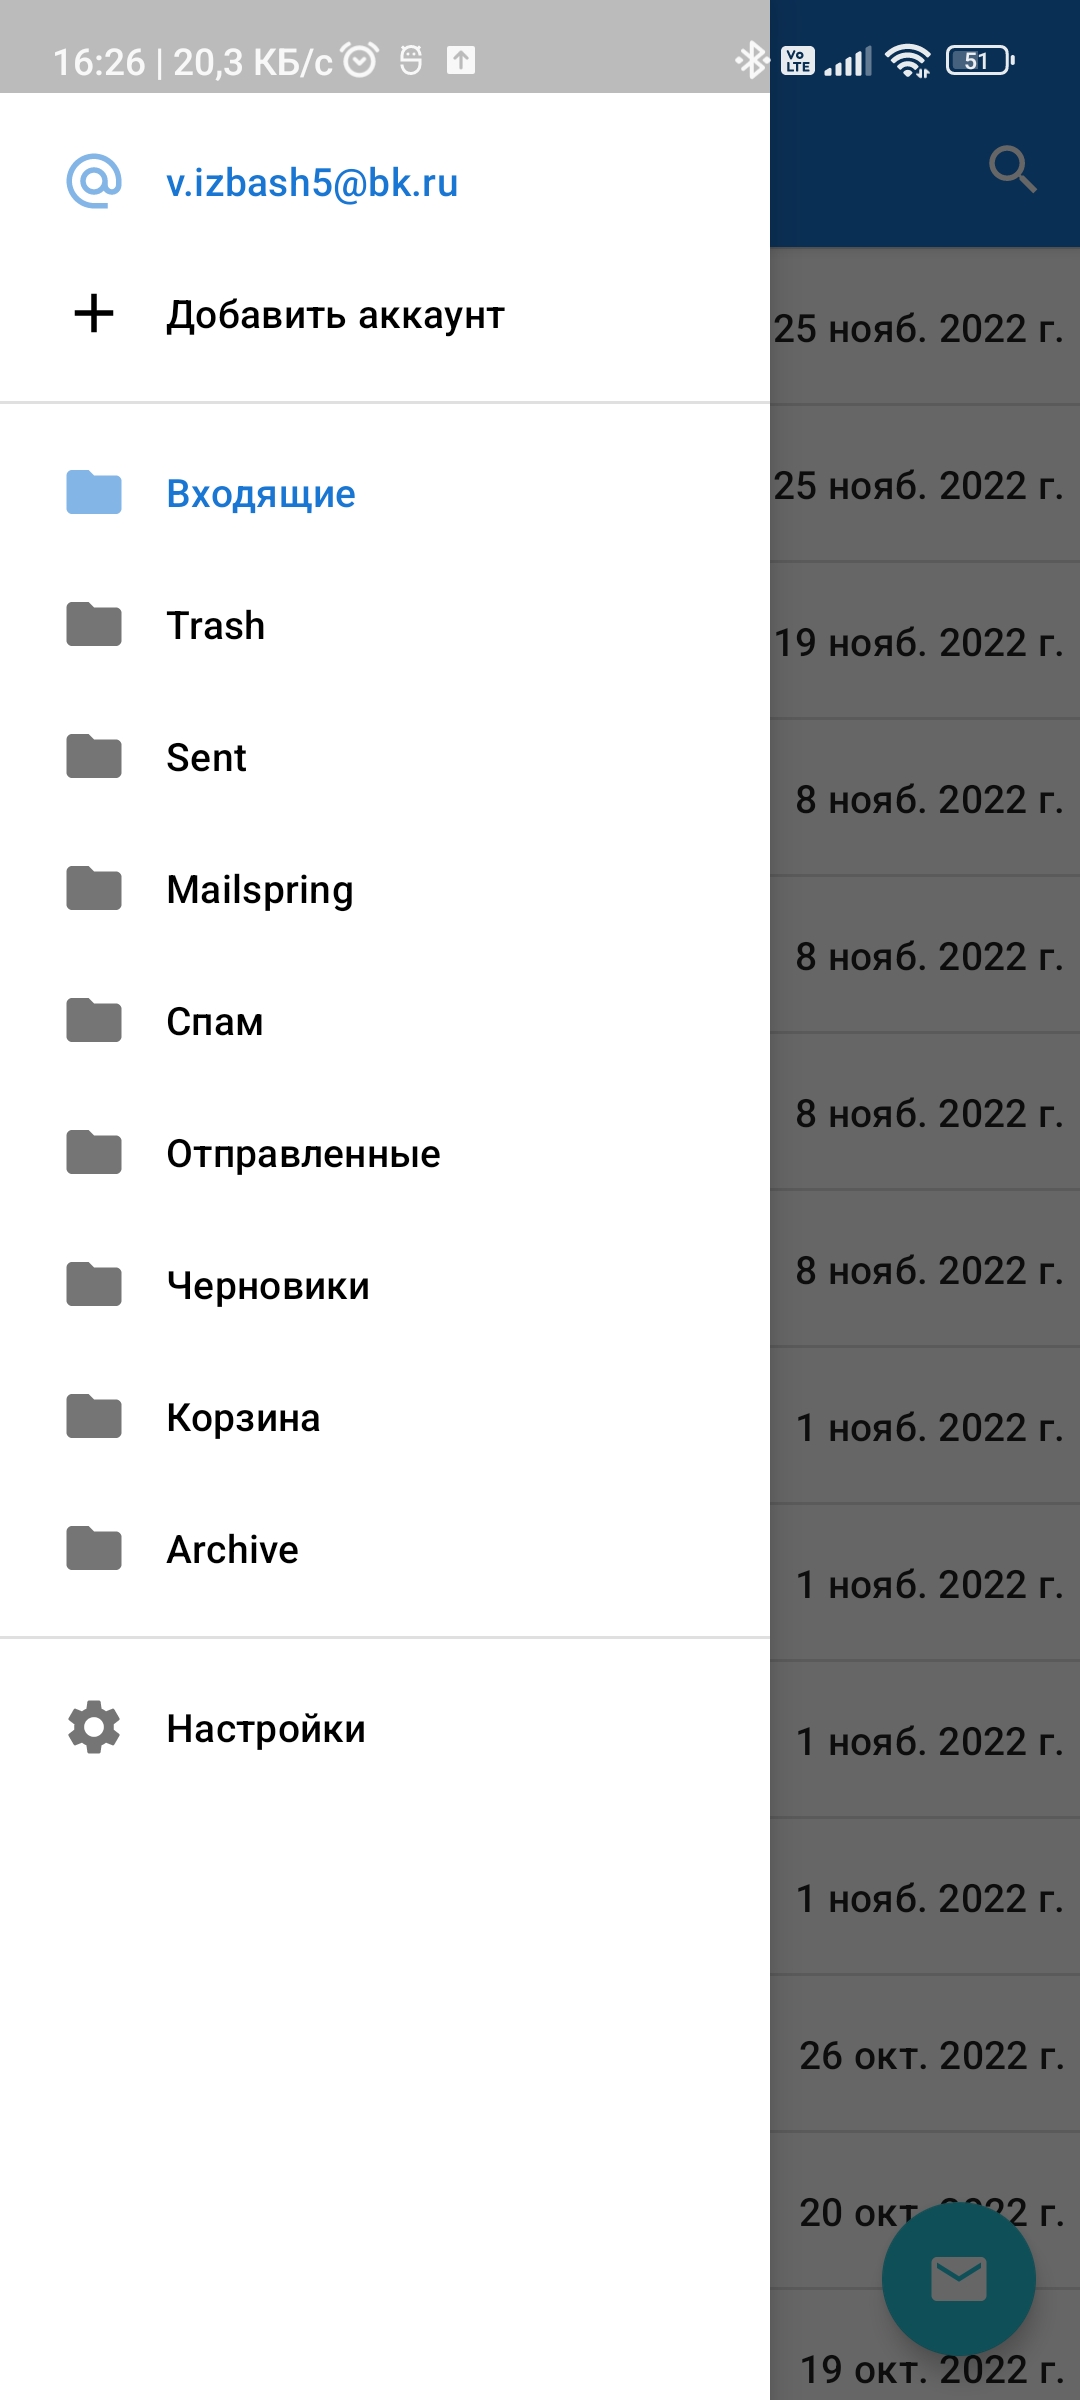 16:26 | 20,3 КБ/с
Vo LTE
51
v.izbash5@bk.ru
Добавить аккаунт
25 нояб. 2022 г.
Входящие
25 нояб. 2022 г.
Trash
19 нояб. 2022 г.
Sent
8 нояб. 2022 г.
Mailspring
8 нояб. 2022 г.
Спам
8 нояб. 2022 г.
Отправленные
8 нояб. 2022 г.
Черновики
1 нояб. 2022 г.
Корзина
1 нояб. 2022 г.
Archive
1 нояб. 2022 г.
Настройки
1 нояб. 2022 г.
26 окт. 2022 г.
20 окт. 2022 г.
19 окт. 2022 г.